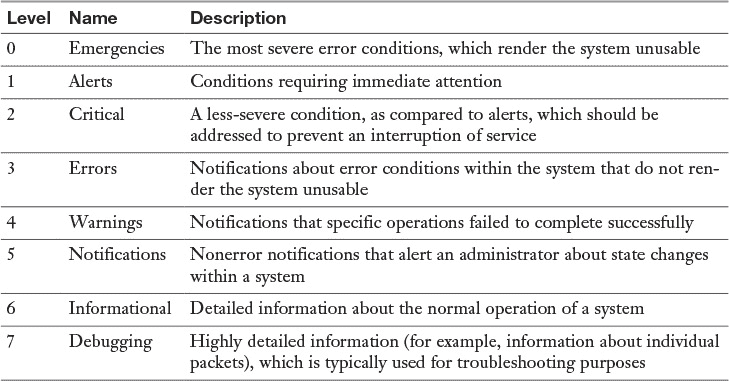 Level Name Description
0 Emergencies The most severe error conditions, which render the system unusable
1 Alerts Conditions requiring immediate attention
2 Critical A less-severe condition, as compared to alerts, which should be
addressed to prevent an interruption of service
3 Errors Notifications about error conditions within the system that do not ren-
der the system unusable
4 Warnings Notifications that specific operations failed to complete successfully
5 Notifications Nonerror notifications that alert an administrator about state changes
within a system
6 Informational Detailed information about the normal operation of a system
7 Debugging Highly detailed information (for example, information about individual
packets), which is typically used for troubleshooting purposes